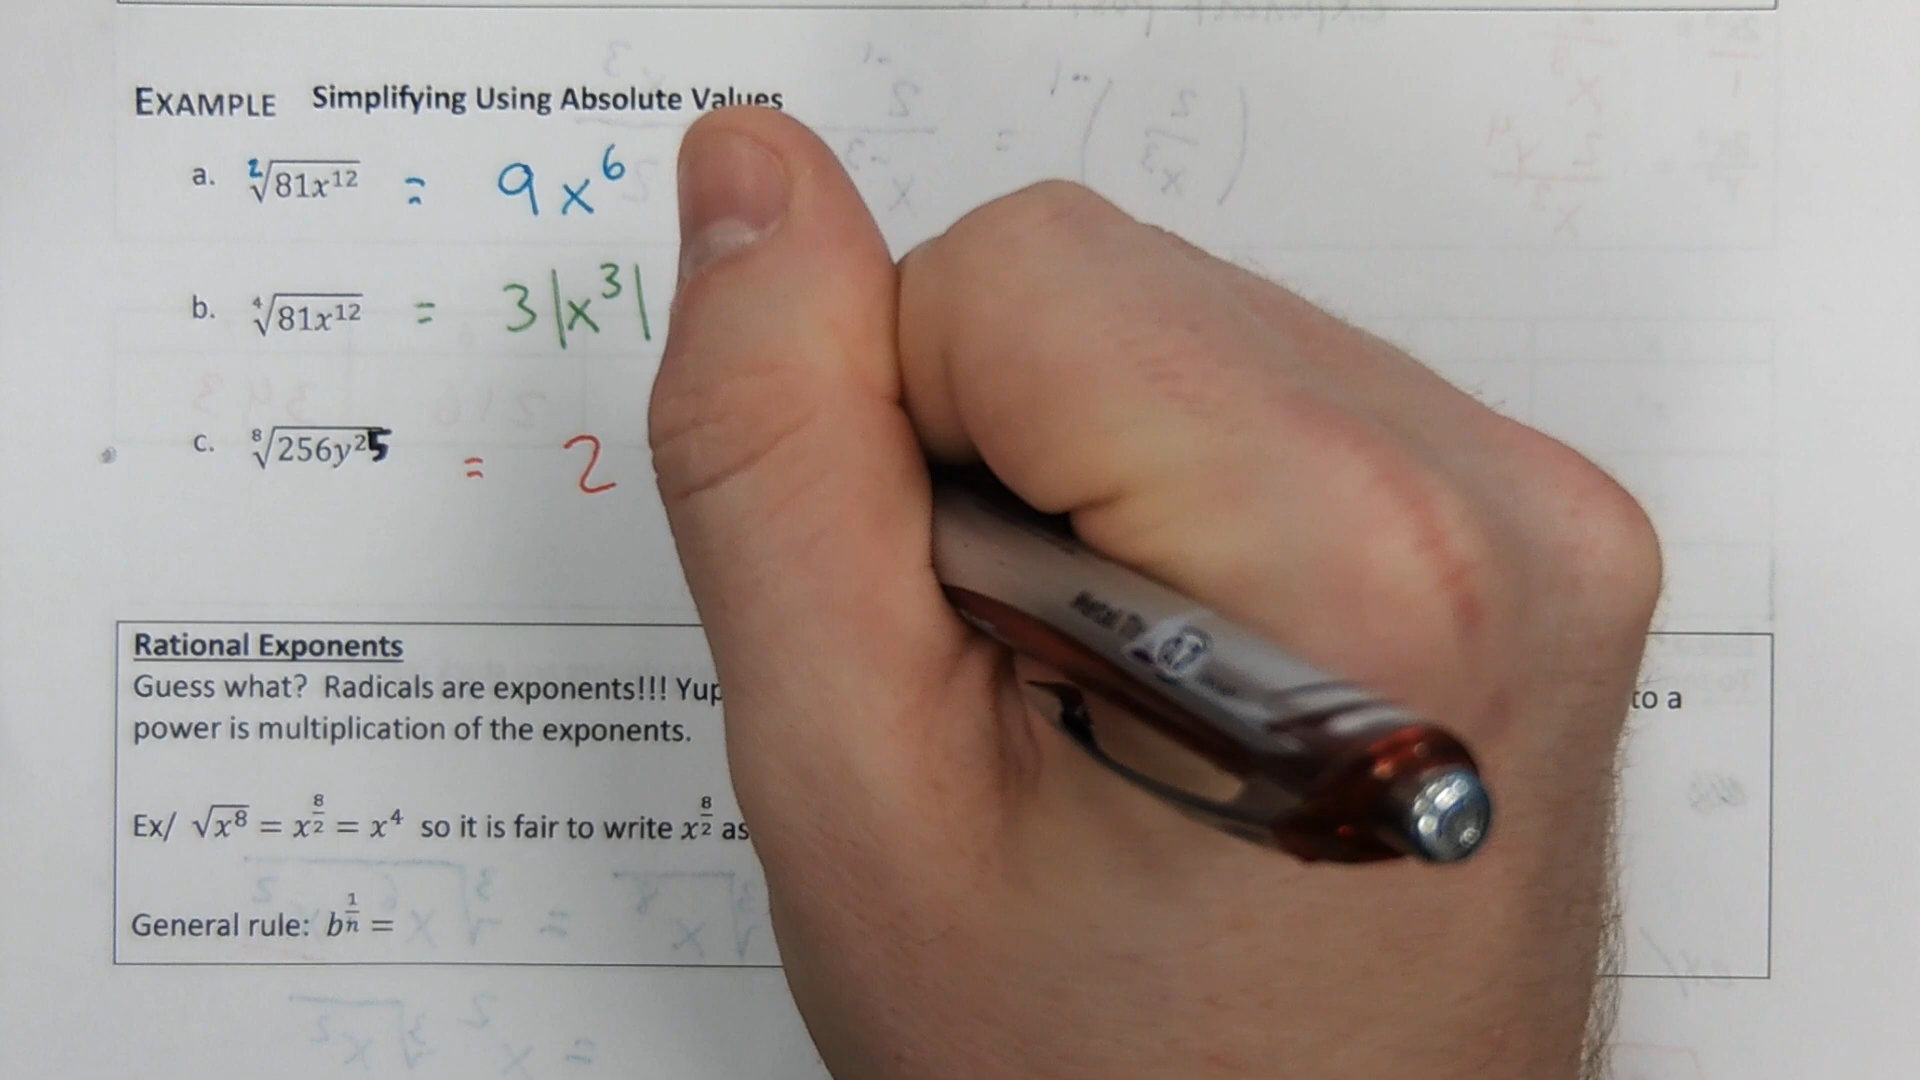 EXAMPLE Simplifying Using Absolute Values
a. ²√81x¹² = 9x⁶
b. ⁴√81x¹² = 3|x³|
c. ⁸√256y²⁵ = 2
Rational Exponents
Guess what? Radicals are exponents!!! Yup to a
power is multiplication of the exponents.
Ex/ √x⁸ = x^(8/2) = x⁴ so it is fair to write x^(8/2) as
General rule: b^(1/n) =